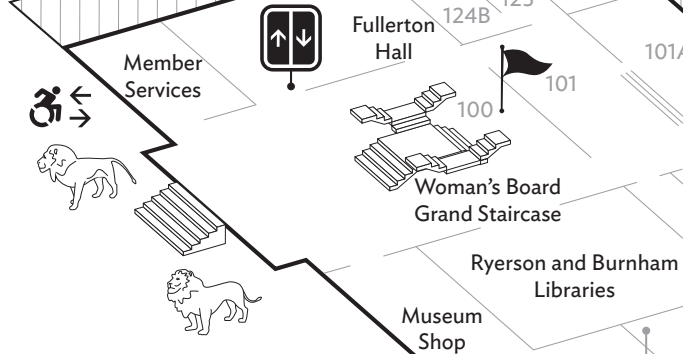 124B
Fullerton
Hall
101
100
Member
Services
Woman's Board
Grand Staircase
Ryerson and Burnham
Libraries
Museum
Shop